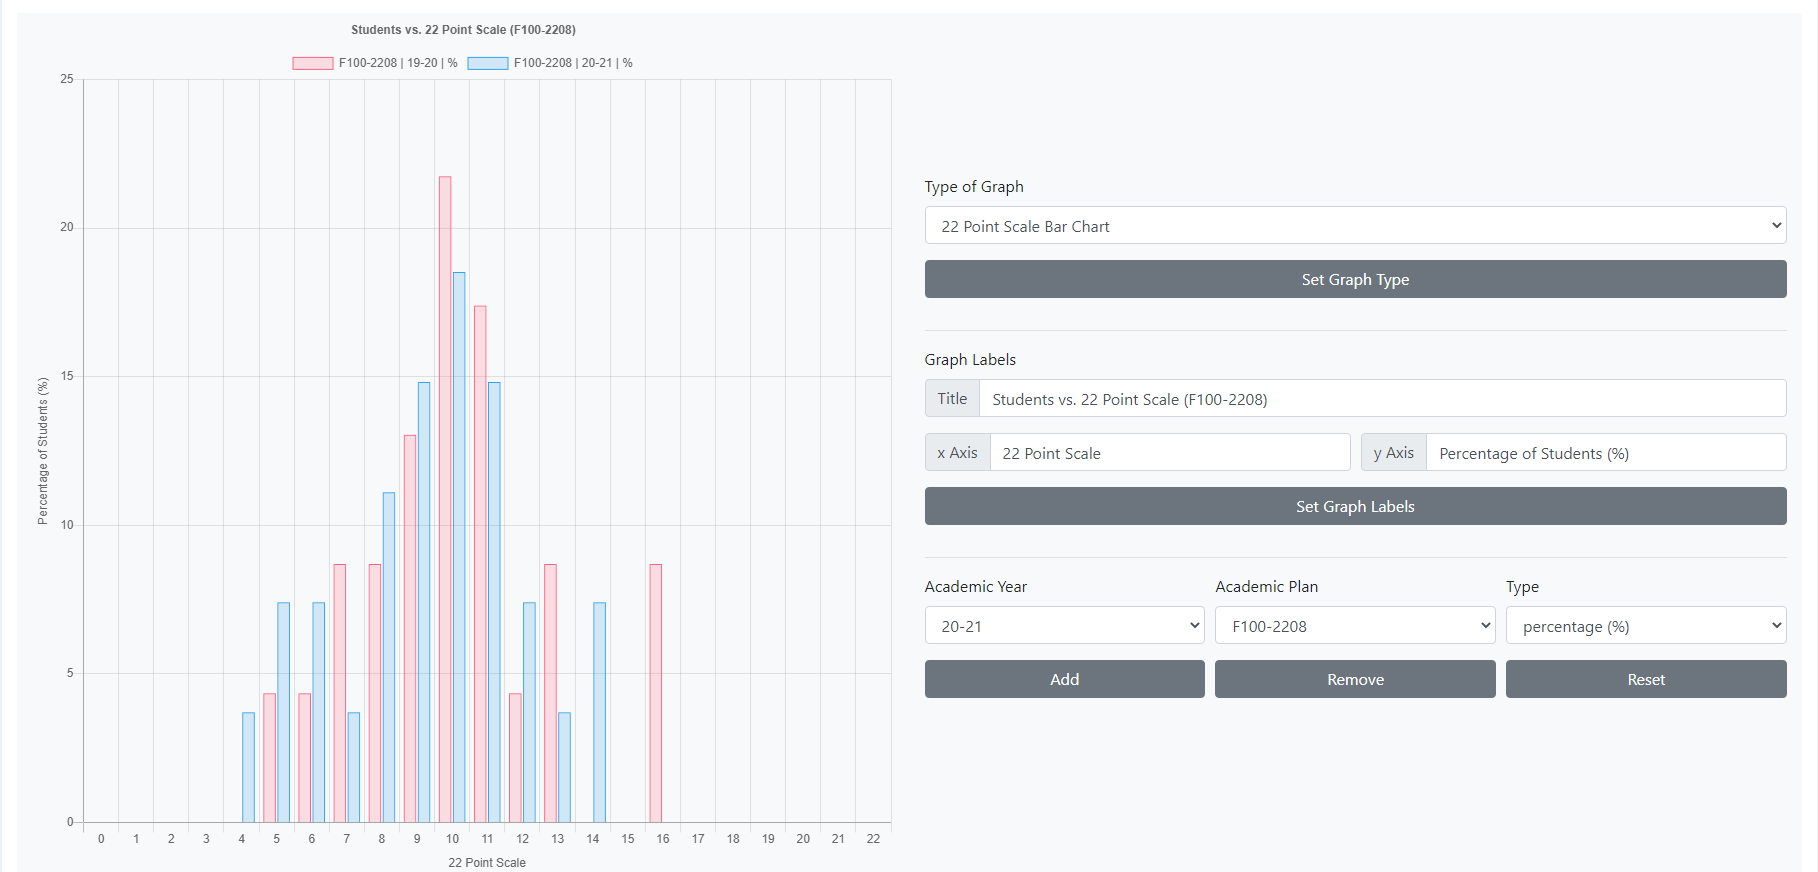 Students vs. 22 Point Scale (F100-2208)
F100-2208 | 19-20 | % F100-2208 | 20-21 | %
25
20
15
10
5
0
Percentage of Students (%)
0 1 2 3 4 5 6 7 8 9 10 11 12 13 14 15 16 17 18 19 20 21 22
22 Point Scale
Type of Graph
22 Point Scale Bar Chart
Set Graph Type
Graph Labels
Title Students vs. 22 Point Scale (F100-2208)
x Axis 22 Point Scale y Axis Percentage of Students (%)
Set Graph Labels
Academic Year Academic Plan Type
20-21 F100-2208 percentage (%)
Add Remove Reset